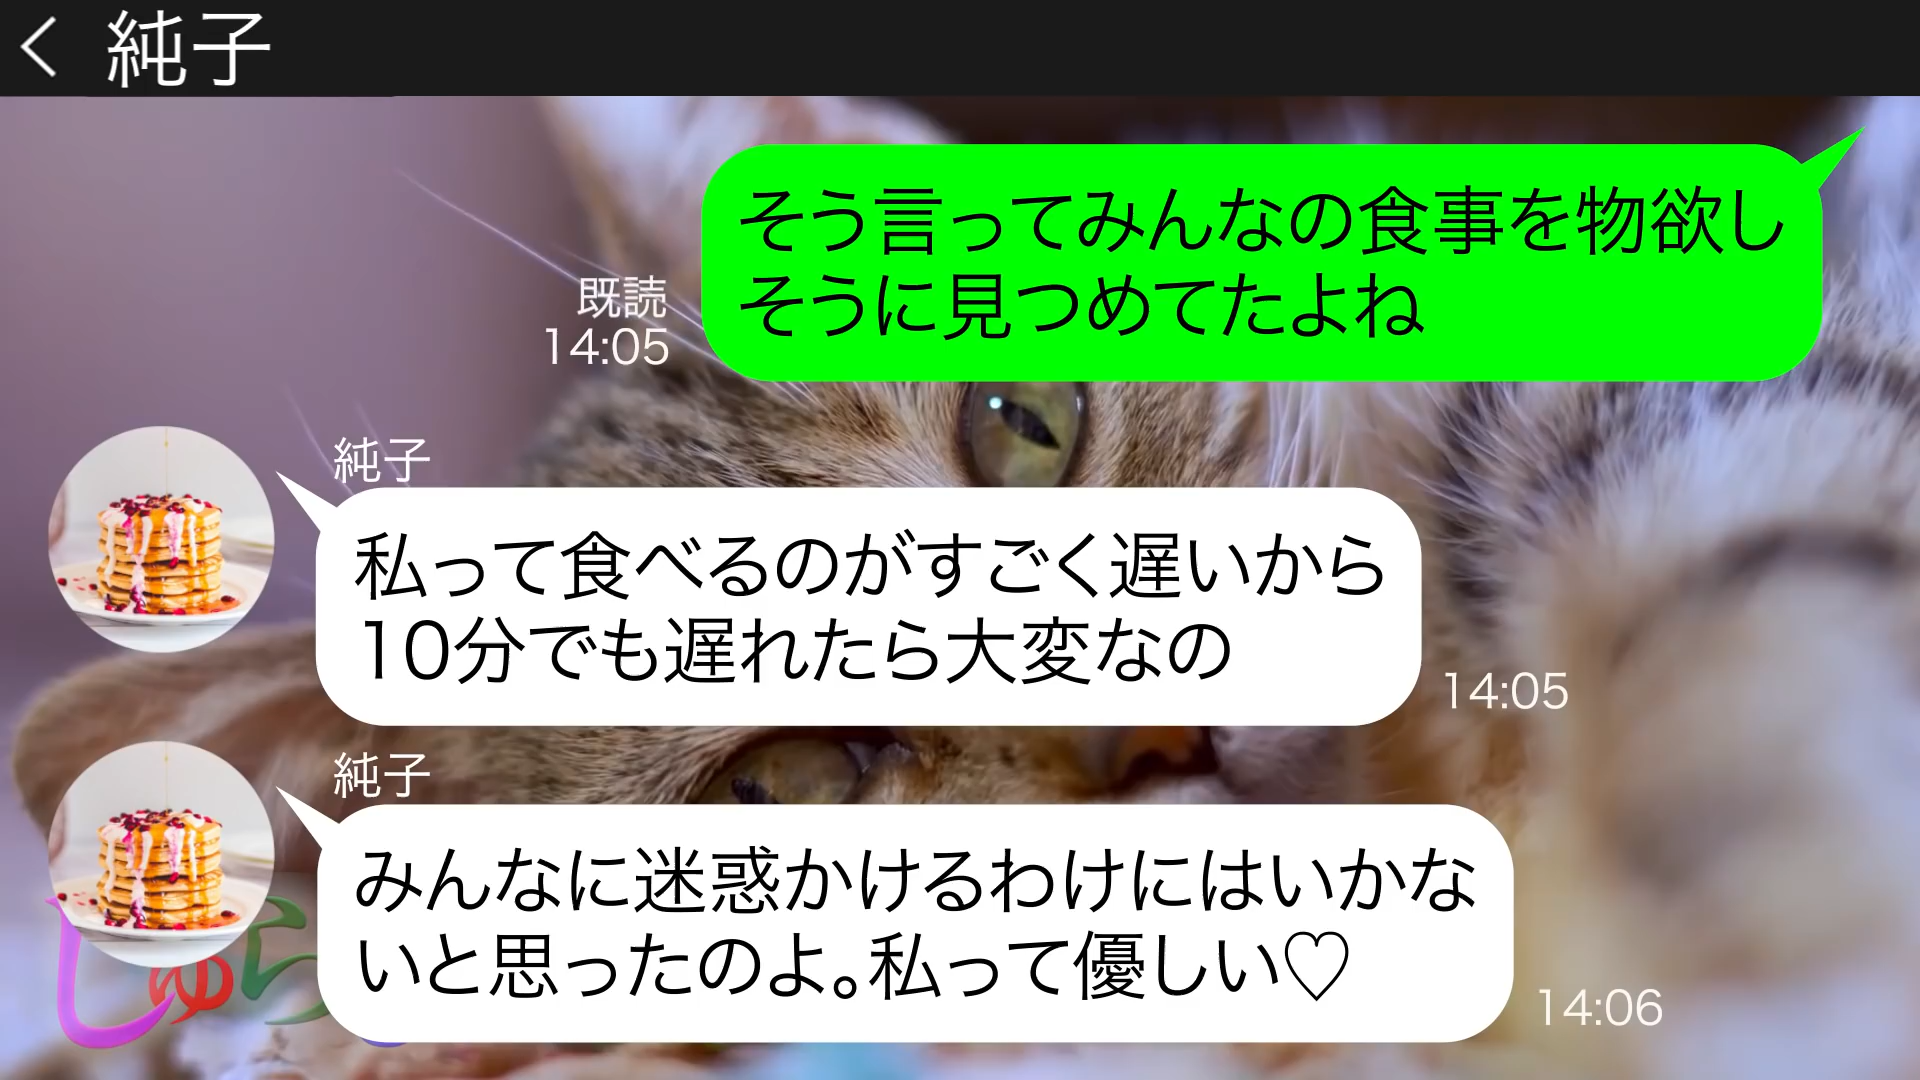 純子
そう言ってみんなの食事を物欲し
そうに見つめてたよね
既読
14:05
純子
私って食べるのがすごく遅いから
10分でも遅れたら大変なの
14:05
純子
みんなに迷惑かけるわけにはいかな
いと思ったのよ。私って優しい♡
14:06
しゅら